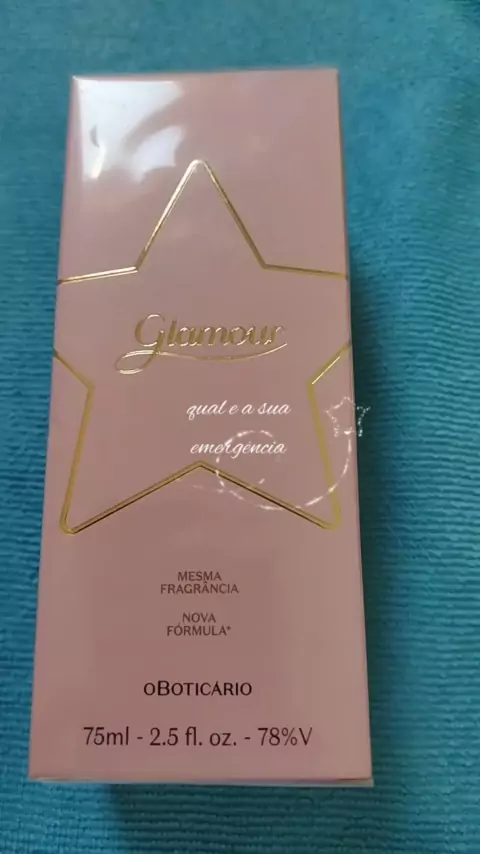 Glamour
qual e a sua
emergência
MESMA
FRAGRÂNCIA
NOVA
FÓRMULA*
oBOTICÁRIO
75ml - 2.5 fl. oz. - 78%V